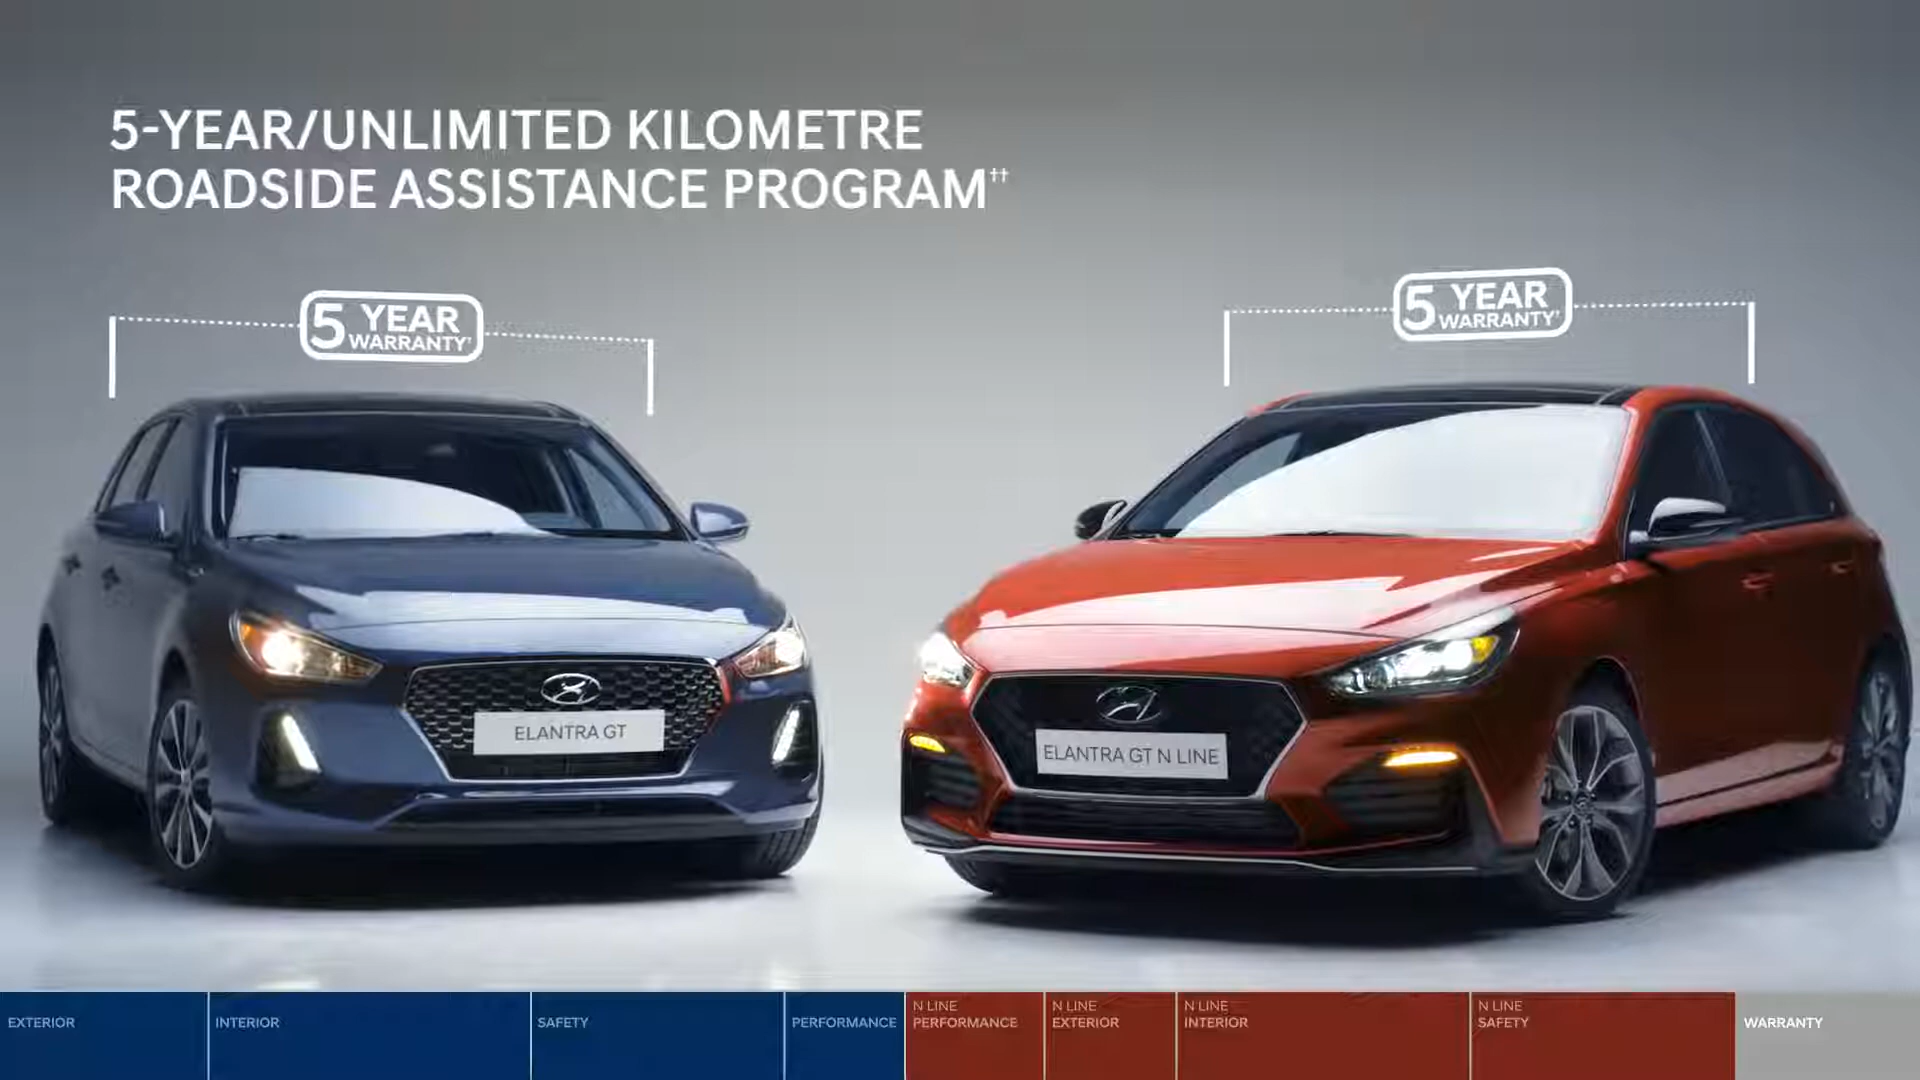 5-YEAR/UNLIMITED KILOMETRE
ROADSIDE ASSISTANCE PROGRAM††
5 YEAR
WARRANTY†
5 YEAR
WARRANTY†
ELANTRA GT
ELANTRA GT N LINE
EXTERIOR
INTERIOR
SAFETY
PERFORMANCE
N LINE
PERFORMANCE
N LINE
EXTERIOR
N LINE
INTERIOR
N LINE
SAFETY
WARRANTY